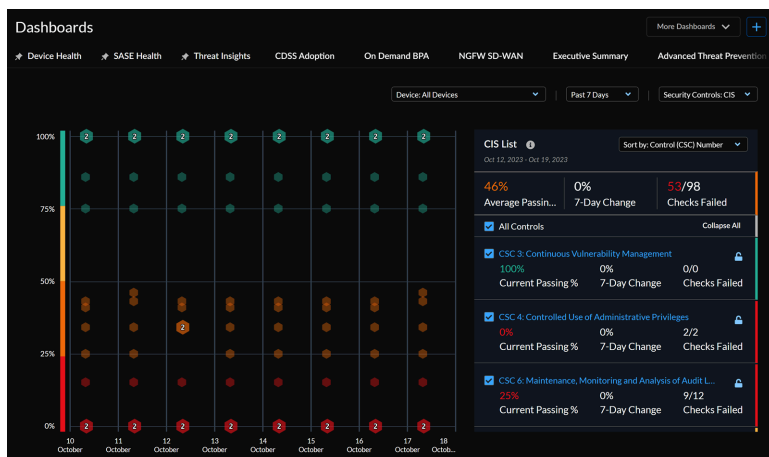 Dashboards
More Dashboards
Device Health SASE Health Threat Insights CDSS Adoption On Demand BPA NGFW SD-WAN Executive Summary Advanced Threat Prevention
Device: All Devices | Past 7 Days | Security Controls: CIS
100%
75%
50%
25%
0%
2 2 2 2 2 2 2 2
2
2 2 2 2 2 2 2 2
10 11 12 13 14 15 16 17 18
October October October October October October October October Octob...
CIS List
Sort by: Control (CSC) Number
Oct 12, 2023 - Oct 19, 2023
46% 0% 53/98
Average Passin... 7-Day Change Checks Failed
All Controls Collapse All
CSC 3: Continuous Vulnerability Management
100% 0% 0/0
Current Passing % 7-Day Change Checks Failed
CSC 4: Controlled Use of Administrative Privileges
0% 0% 2/2
Current Passing % 7-Day Change Checks Failed
CSC 6: Maintenance, Monitoring and Analysis of Audit L...
25% 0% 9/12
Current Passing % 7-Day Change Checks Failed